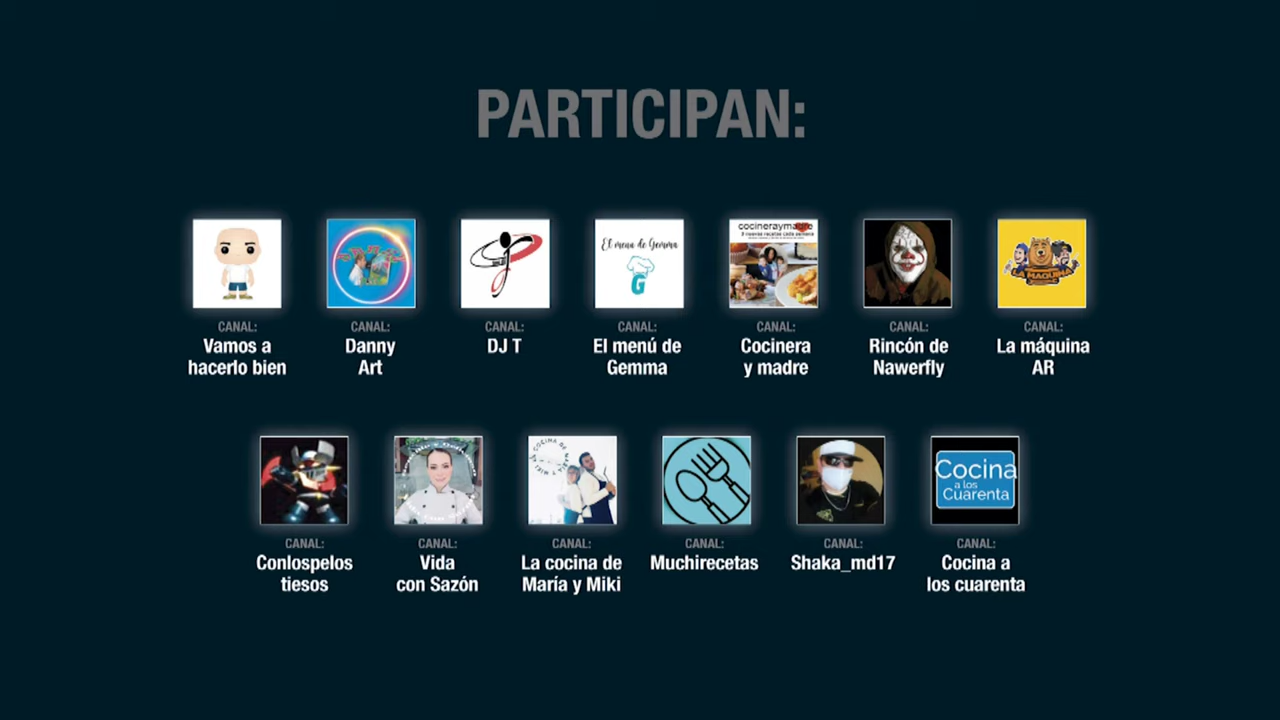 PARTICIPAN:
El menu de Gemma
G
cocineraymadre
LA MAQUINA
CANAL: CANAL: CANAL: CANAL: CANAL: CANAL: CANAL:
Vamos a Danny DJ T El menú de Cocinera Rincón de La máquina
hacerlo bien Art Gemma y madre Nawerfly AR
Cocina
a los
Cuarenta
CANAL: CANAL: CANAL: CANAL: CANAL: CANAL:
Conlospelos Vida La cocina de Muchirecetas Shaka_md17 Cocina a
tiesos con Sazón María y Miki los cuarenta